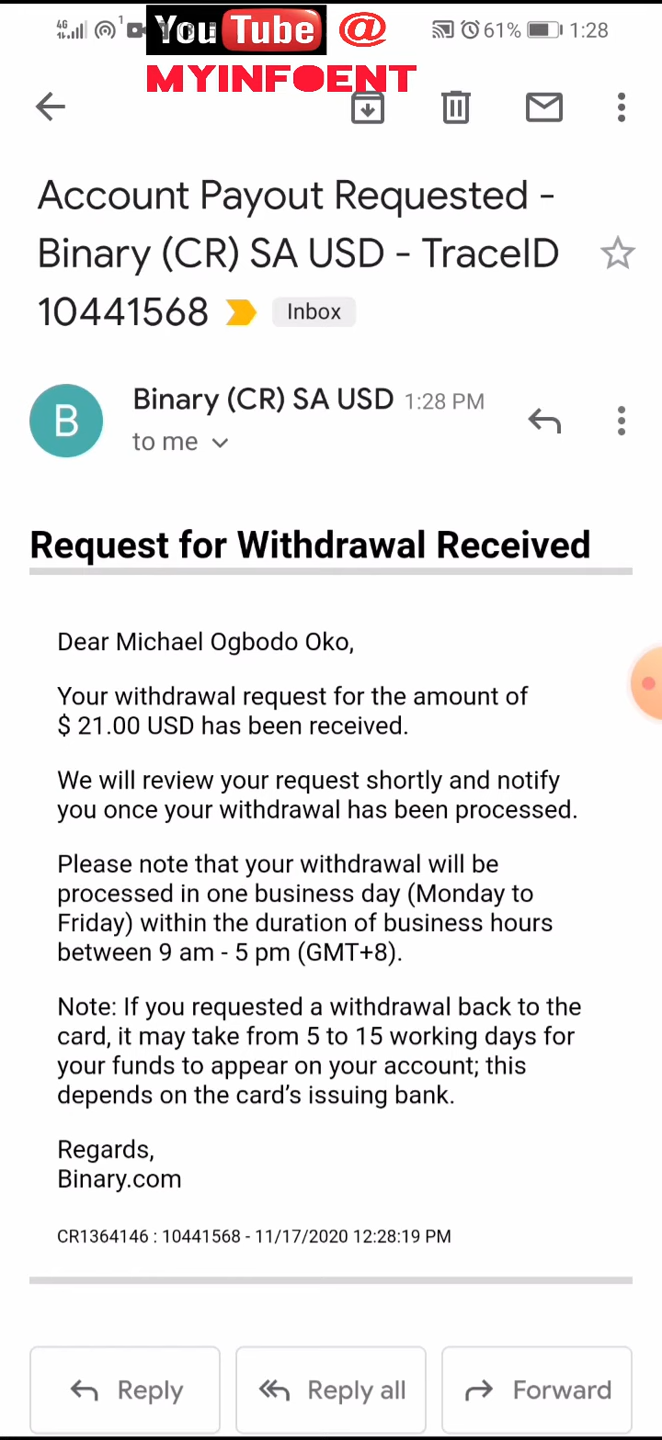 4G 1 You Tube @ 61% 1:28
MYINFOENT
Account Payout Requested -
Binary (CR) SA USD - TraceID
10441568 Inbox
B Binary (CR) SA USD 1:28 PM
to me
Request for Withdrawal Received
Dear Michael Ogbodo Oko,
Your withdrawal request for the amount of
$ 21.00 USD has been received.
We will review your request shortly and notify
you once your withdrawal has been processed.
Please note that your withdrawal will be
processed in one business day (Monday to
Friday) within the duration of business hours
between 9 am - 5 pm (GMT+8).
Note: If you requested a withdrawal back to the
card, it may take from 5 to 15 working days for
your funds to appear on your account; this
depends on the card’s issuing bank.
Regards,
Binary.com
CR1364146 : 10441568 - 11/17/2020 12:28:19 PM
Reply Reply all Forward